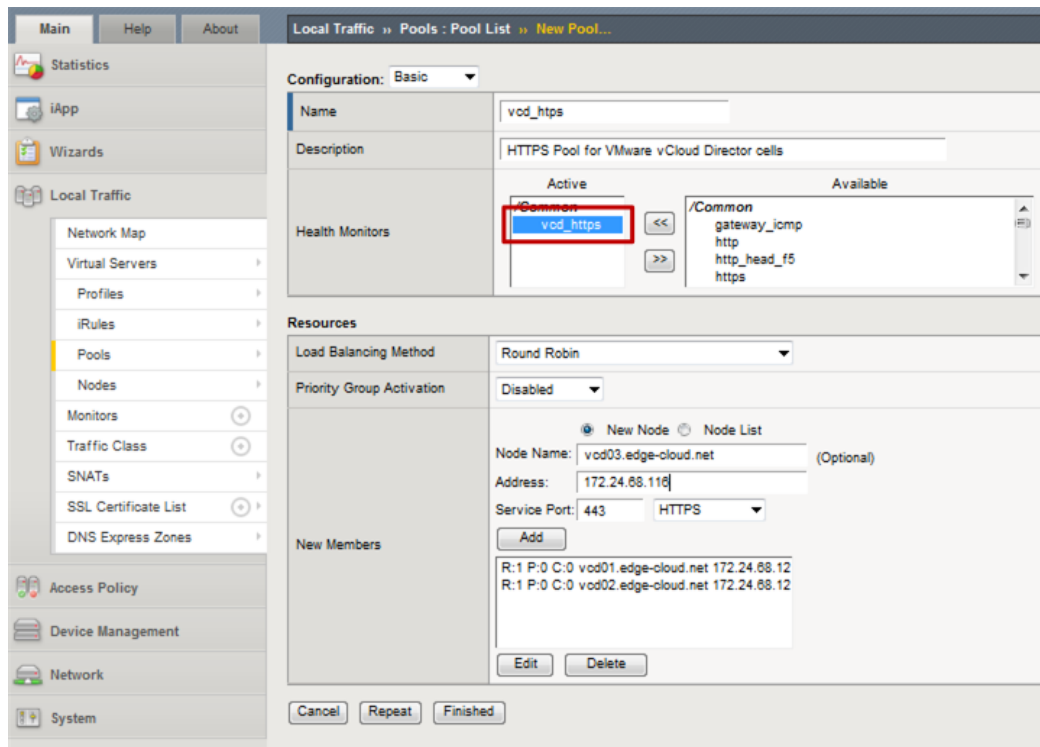 Main
Help
About
Local Traffic » Pools : Pool List » New Pool...
Statistics
iApp
Wizards
Local Traffic
Network Map
Virtual Servers
Profiles
iRules
Pools
Nodes
Monitors
Traffic Class
SNATs
SSL Certificate List
DNS Express Zones
Access Policy
Device Management
Network
System
Configuration: Basic
Name
vcd_htps
Description
HTTPS Pool for VMware vCloud Director cells
Health Monitors
Active
Available
/Common
vcd_https
<<
>>
/Common
gateway_icmp
http
http_head_f5
https
Resources
Load Balancing Method
Round Robin
Priority Group Activation
Disabled
New Members
New Node
Node List
Node Name: vcd03.edge-cloud.net (Optional)
Address: 172.24.68.116
Service Port: 443 HTTPS
Add
R:1 P:0 C:0 vcd01.edge-cloud.net 172.24.68.12
R:1 P:0 C:0 vcd02.edge-cloud.net 172.24.68.12
Edit
Delete
Cancel
Repeat
Finished